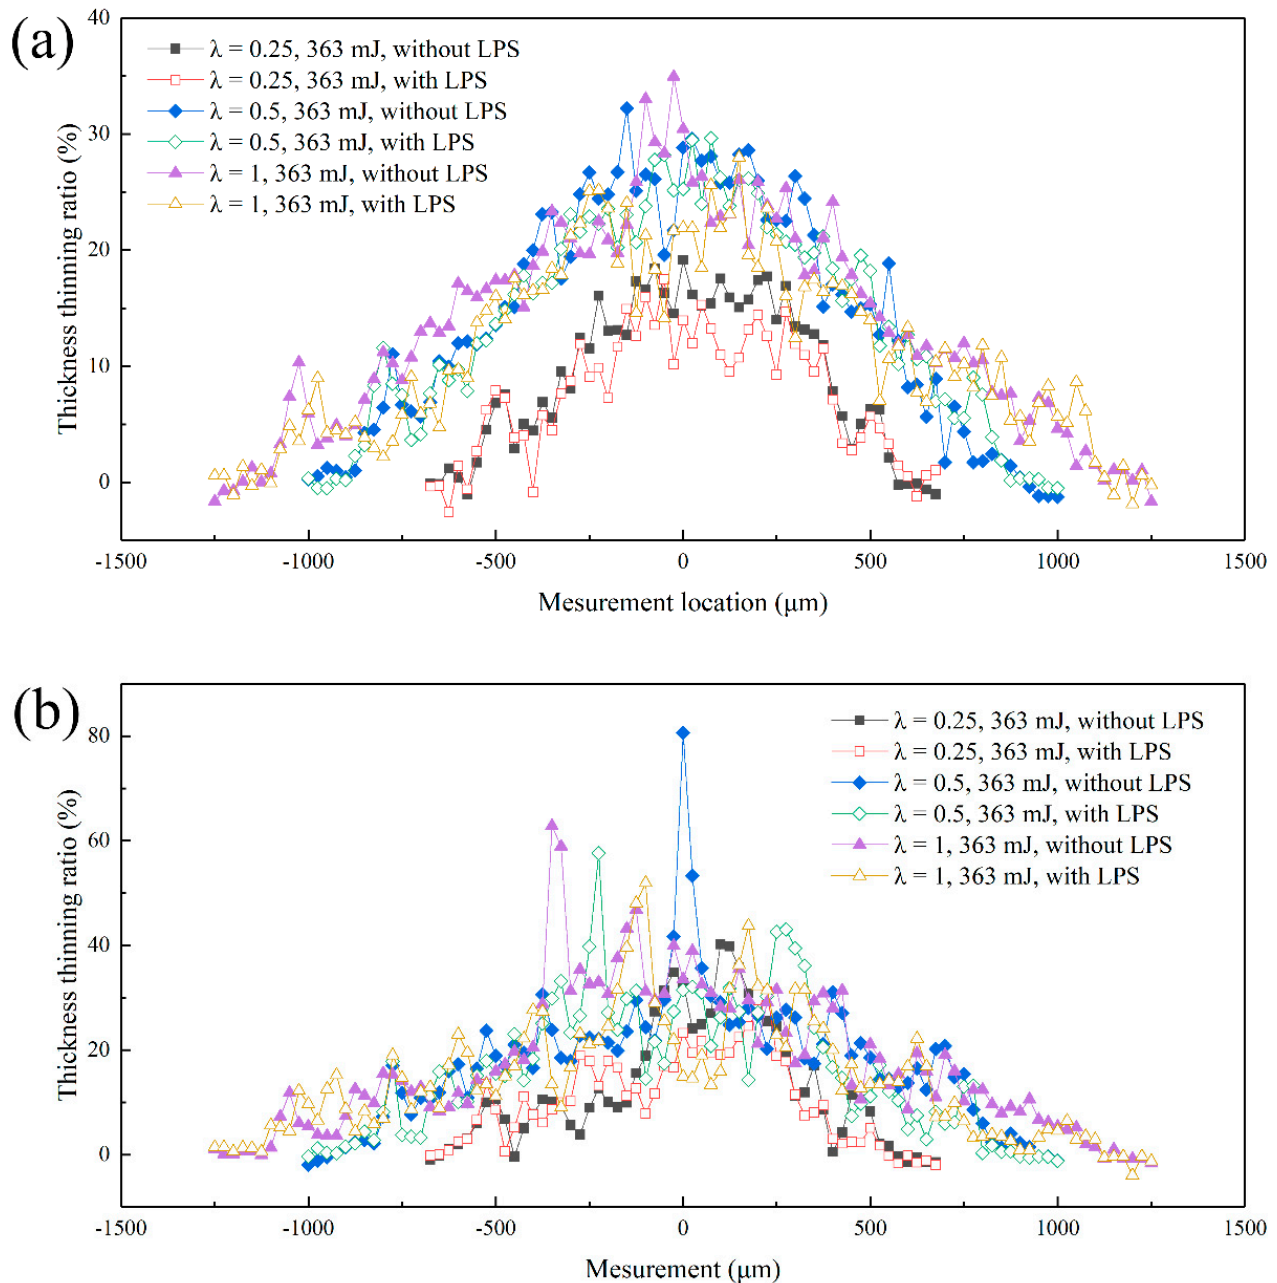 (a)
40
30
20
10
0
Thickness thinning ratio (%)
λ = 0.25, 363 mJ, without LPS
λ = 0.25, 363 mJ, with LPS
λ = 0.5, 363 mJ, without LPS
λ = 0.5, 363 mJ, with LPS
λ = 1, 363 mJ, without LPS
λ = 1, 363 mJ, with LPS
-1500 -1000 -500 0 500 1000 1500
Mesurement location (μm)
(b)
80
60
40
20
0
Thickness thinning ratio (%)
λ = 0.25, 363 mJ, without LPS
λ = 0.25, 363 mJ, with LPS
λ = 0.5, 363 mJ, without LPS
λ = 0.5, 363 mJ, with LPS
λ = 1, 363 mJ, without LPS
λ = 1, 363 mJ, with LPS
-1500 -1000 -500 0 500 1000 1500
Mesurement (μm)